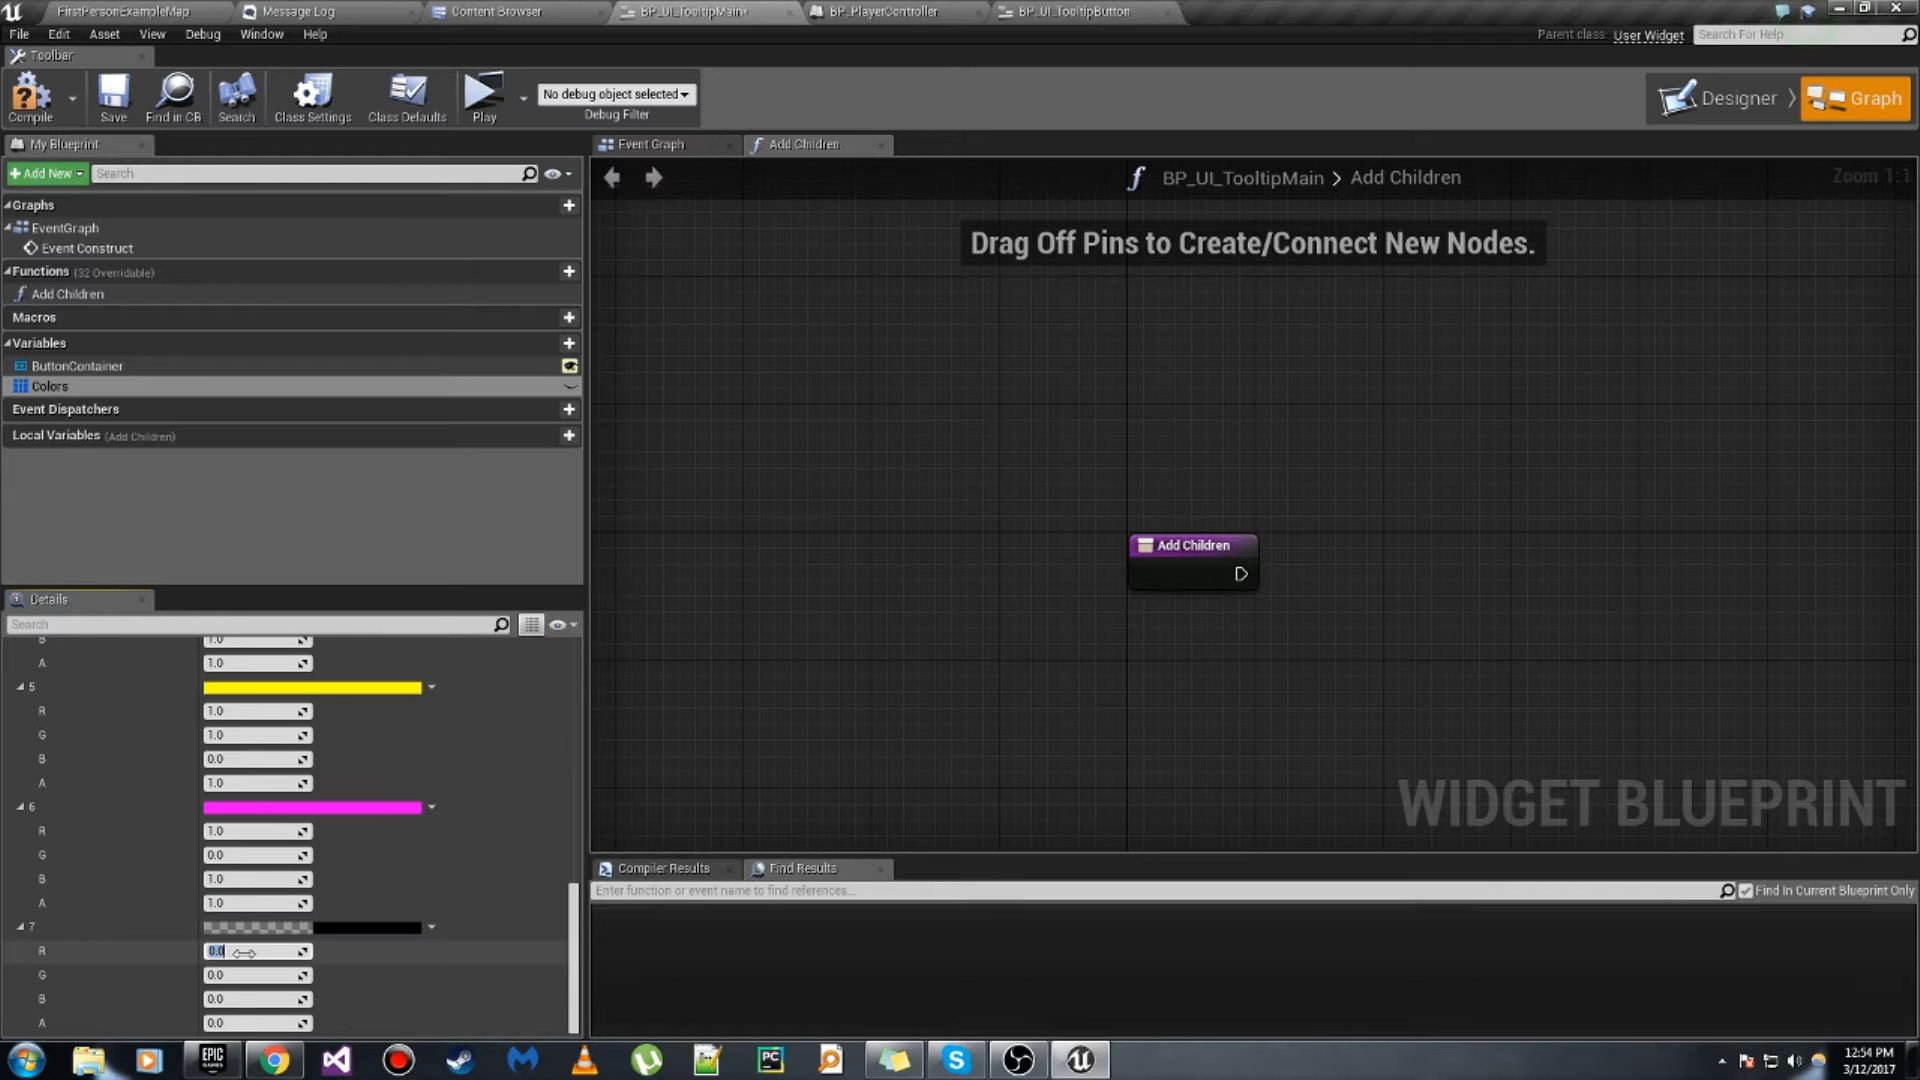 FirstPersonExampleMap
Message Log
Content Browser
BP_UI_TooltipMain*
BP_PlayerController
BP_UI_TooltipButton
File Edit Asset View Debug Window Help
Parent class: User Widget
Search For Help
Toolbar
Compile
Save
Find in CB
Search
Class Settings
Class Defaults
Play
No debug object selected
Debug Filter
Designer
Graph
My Blueprint
Event Graph
Add Children
Add New
Search
BP_UI_TooltipMain > Add Children
Zoom 1:1
Graphs
EventGraph
Event Construct
Functions (32 Overridable)
Add Children
Macros
Variables
ButtonContainer
Colors
Event Dispatchers
Local Variables (Add Children)
Drag Off Pins to Create/Connect New Nodes.
Add Children
WIDGET BLUEPRINT
Details
Search
B 1.0
A 1.0
5
R 1.0
G 1.0
B 0.0
A 1.0
6
R 1.0
G 0.0
B 1.0
A 1.0
7
R 0.0
G 0.0
B 0.0
A 0.0
Compiler Results
Find Results
Enter function or event name to find references...
Find In Current Blueprint Only
EPIC GAMES
PC
12:54 PM
3/12/2017